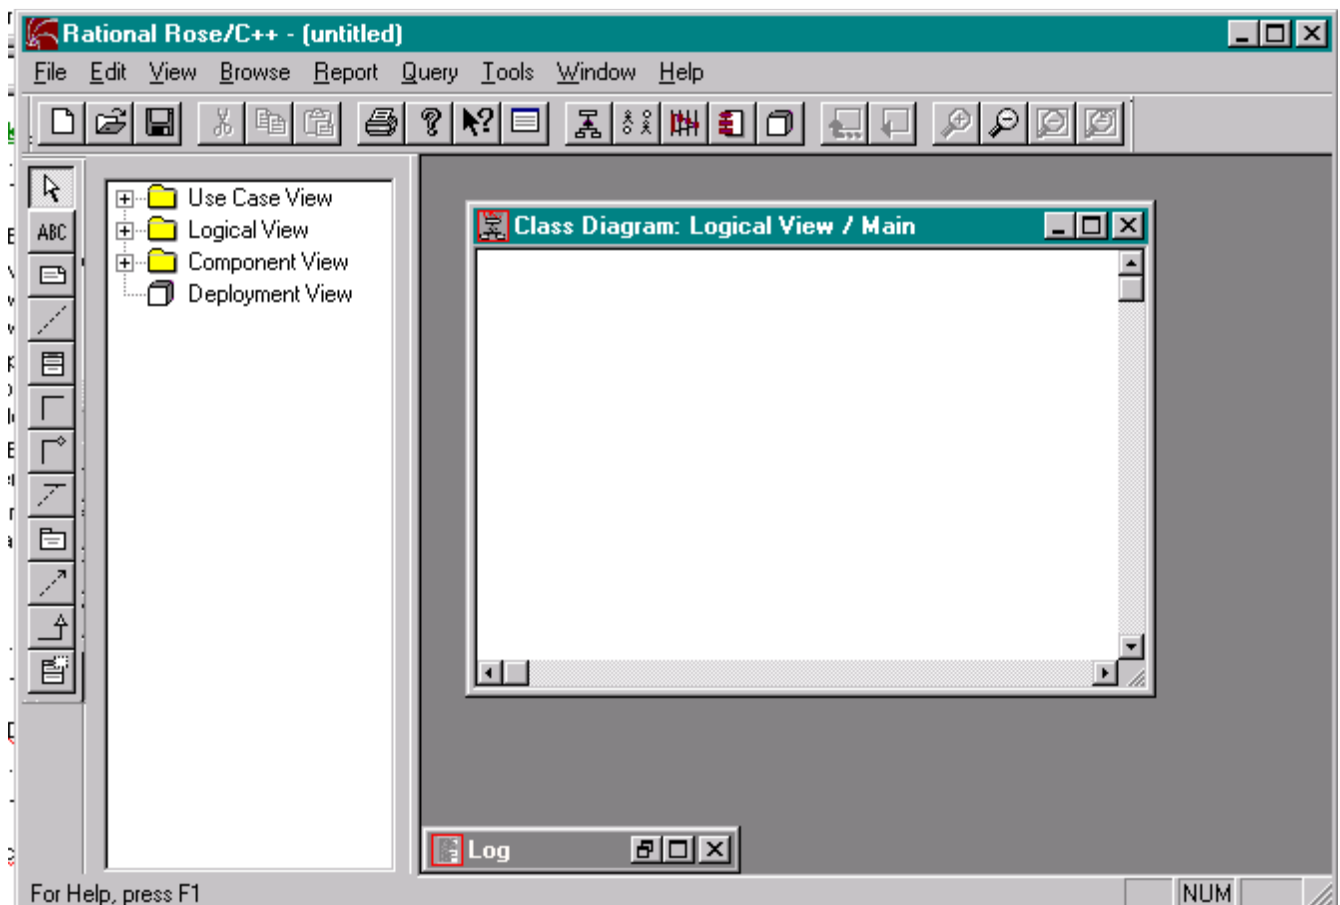 Rational Rose/C++ - (untitled)
File Edit View Browse Report Query Tools Window Help
ABC
Use Case View
Logical View
Component View
Deployment View
Class Diagram: Logical View / Main
Log
For Help, press F1
NUM